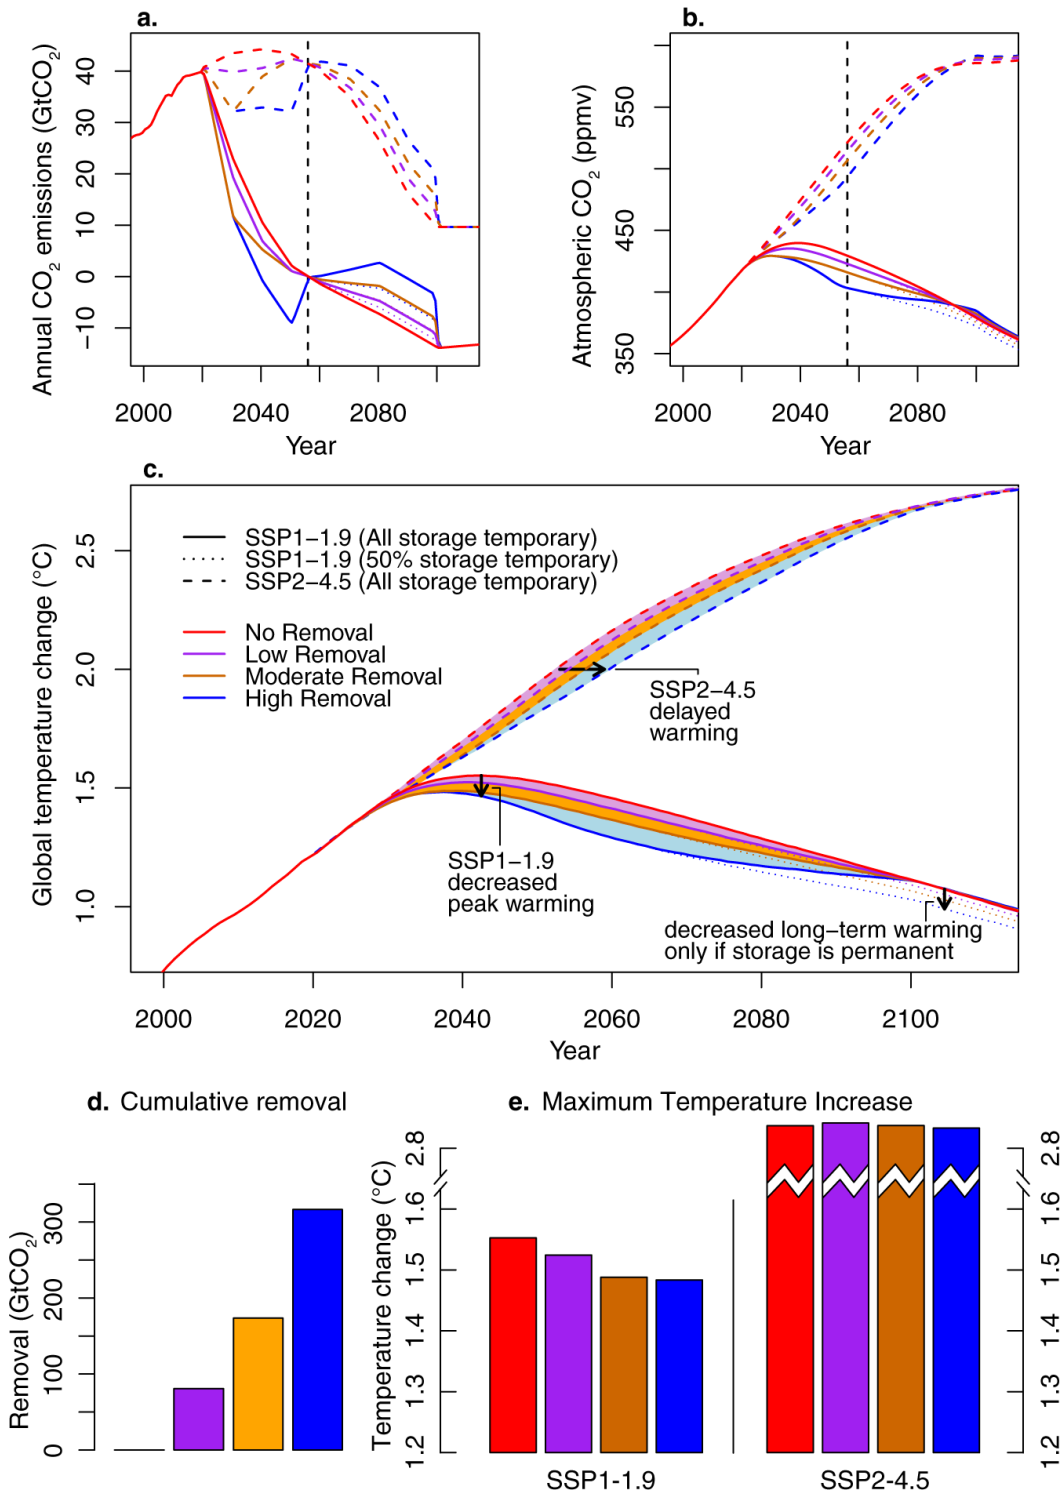 a.
Annual CO2 emissions (GtCO2)
40
30
20
10
0
−10
2000
2040
2080
Year
b.
Atmospheric CO2 (ppmv)
550
450
350
2000
2040
2080
Year
c.
Global temperature change (°C)
2.5
2.0
1.5
1.0
SSP1−1.9 (All storage temporary)
SSP1−1.9 (50% storage temporary)
SSP2−4.5 (All storage temporary)
No Removal
Low Removal
Moderate Removal
High Removal
SSP2−4.5
delayed
warming
SSP1−1.9
decreased
peak warming
decreased long−term warming
only if storage is permanent
2000
2020
2040
2060
2080
2100
Year
d. Cumulative removal
Removal (GtCO2)
300
200
100
0
e. Maximum Temperature Increase
Temperature change (°C)
2.8
1.6
1.5
1.4
1.3
1.2
2.8
1.6
1.5
1.4
1.3
1.2
SSP1-1.9
SSP2-4.5